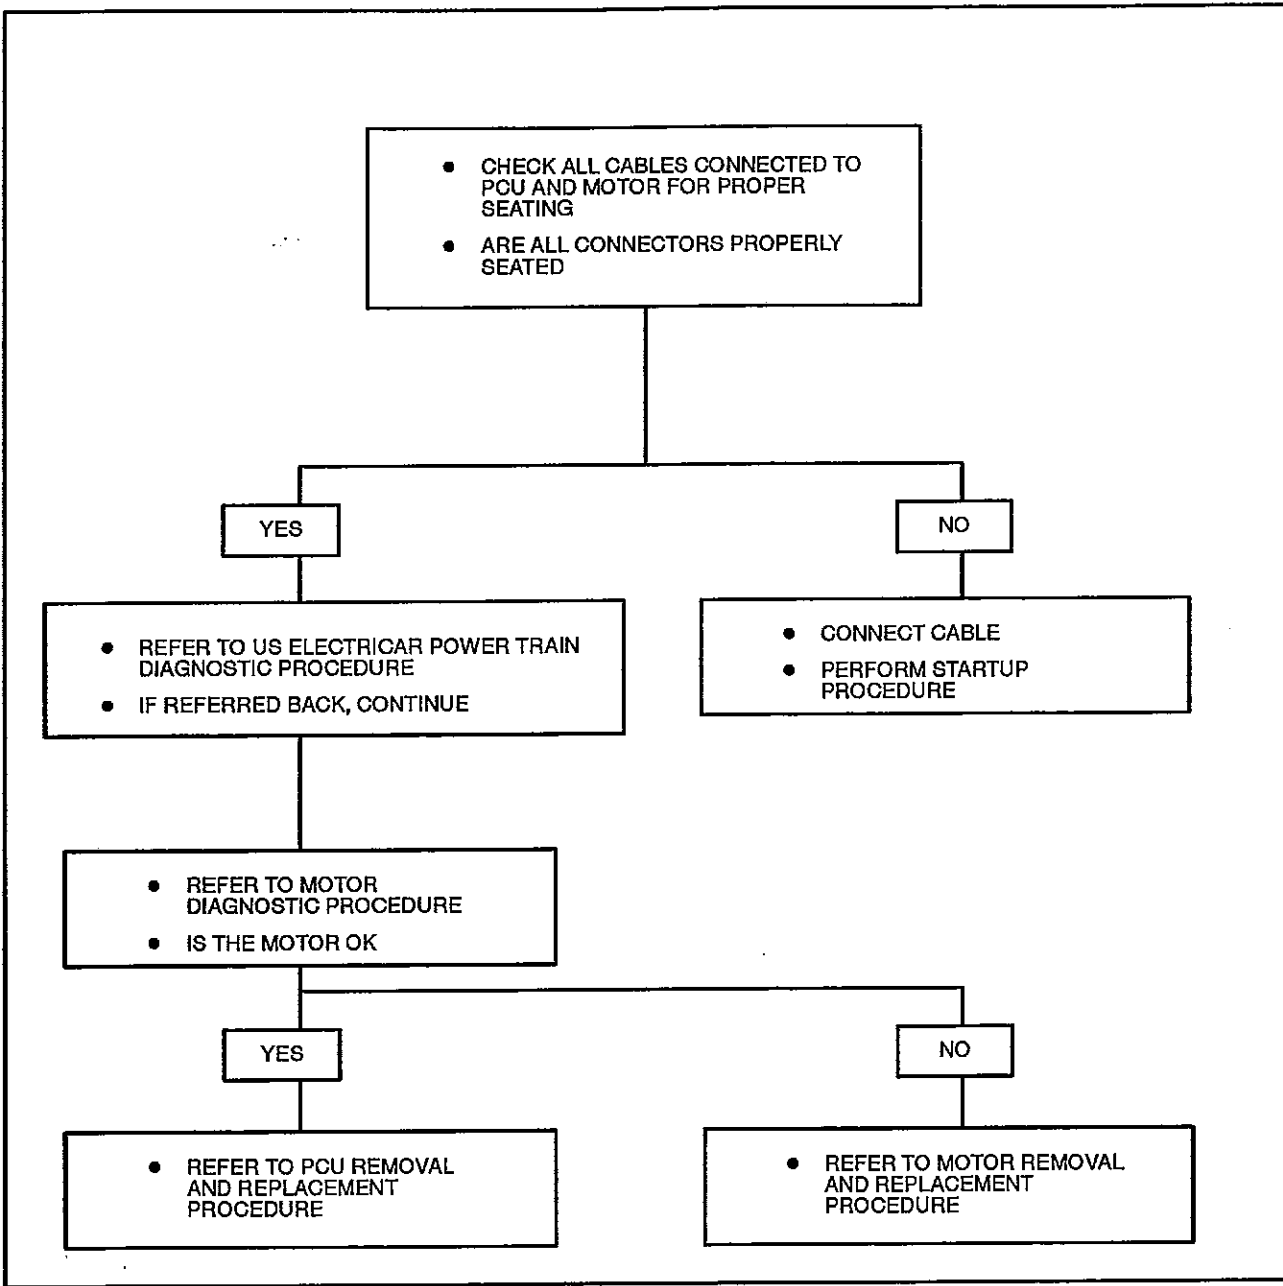 ● CHECK ALL CABLES CONNECTED TO
PCU AND MOTOR FOR PROPER
SEATING
● ARE ALL CONNECTORS PROPERLY
SEATED
YES
NO
● REFER TO US ELECTRICAR POWER TRAIN
DIAGNOSTIC PROCEDURE
● IF REFERRED BACK, CONTINUE
● CONNECT CABLE
● PERFORM STARTUP
PROCEDURE
● REFER TO MOTOR
DIAGNOSTIC PROCEDURE
● IS THE MOTOR OK
YES
NO
● REFER TO PCU REMOVAL
AND REPLACEMENT
PROCEDURE
● REFER TO MOTOR REMOVAL
AND REPLACEMENT
PROCEDURE